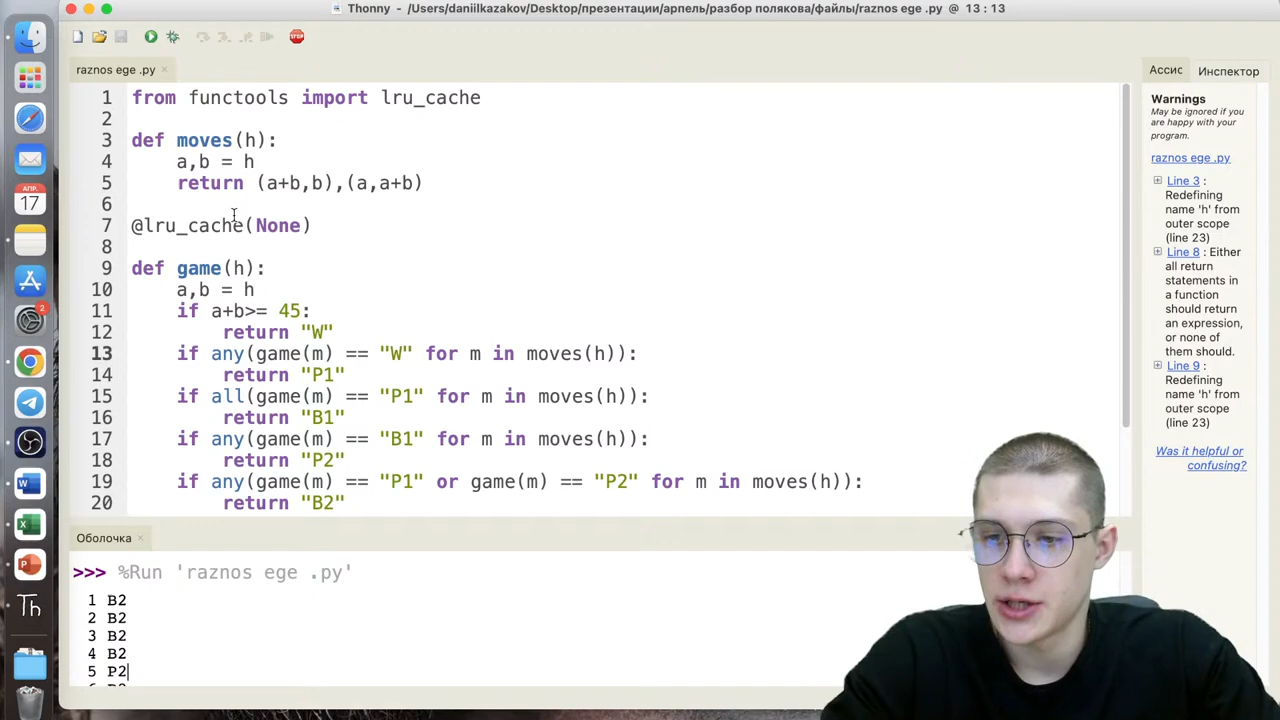 Thonny - /Users/daniilkazakov/Desktop/презентации/арпель/разбор полякова/файлы/raznos ege .py @ 13 : 13
raznos ege .py ×
1 from functools import lru_cache
2
3 def moves(h):
4 a,b = h
5 return (a+b,b),(a,a+b)
6
7 @lru_cache(None)
8
9 def game(h):
10 a,b = h
11 if a+b>= 45:
12 return "W"
13 if any(game(m) == "W" for m in moves(h)):
14 return "P1"
15 if all(game(m) == "P1" for m in moves(h)):
16 return "B1"
17 if any(game(m) == "B1" for m in moves(h)):
18 return "P2"
19 if any(game(m) == "P1" or game(m) == "P2" for m in moves(h)):
20 return "B2"
Оболочка ×
>>> %Run 'raznos ege .py'
1 B2
2 B2
3 B2
4 B2
5 P2
Ассис
Инспектор
Warnings
May be ignored if you
are happy with your
program.
raznos ege .py
Line 3 :
Redefining
name 'h' from
outer scope
(line 23)
Line 8 : Either
all return
statements in
a function
should return
an expression,
or none of
them should.
Line 9 :
Redefining
name 'h' from
outer scope
(line 23)
Was it helpful or
confusing?
АПР.
17
2
Th